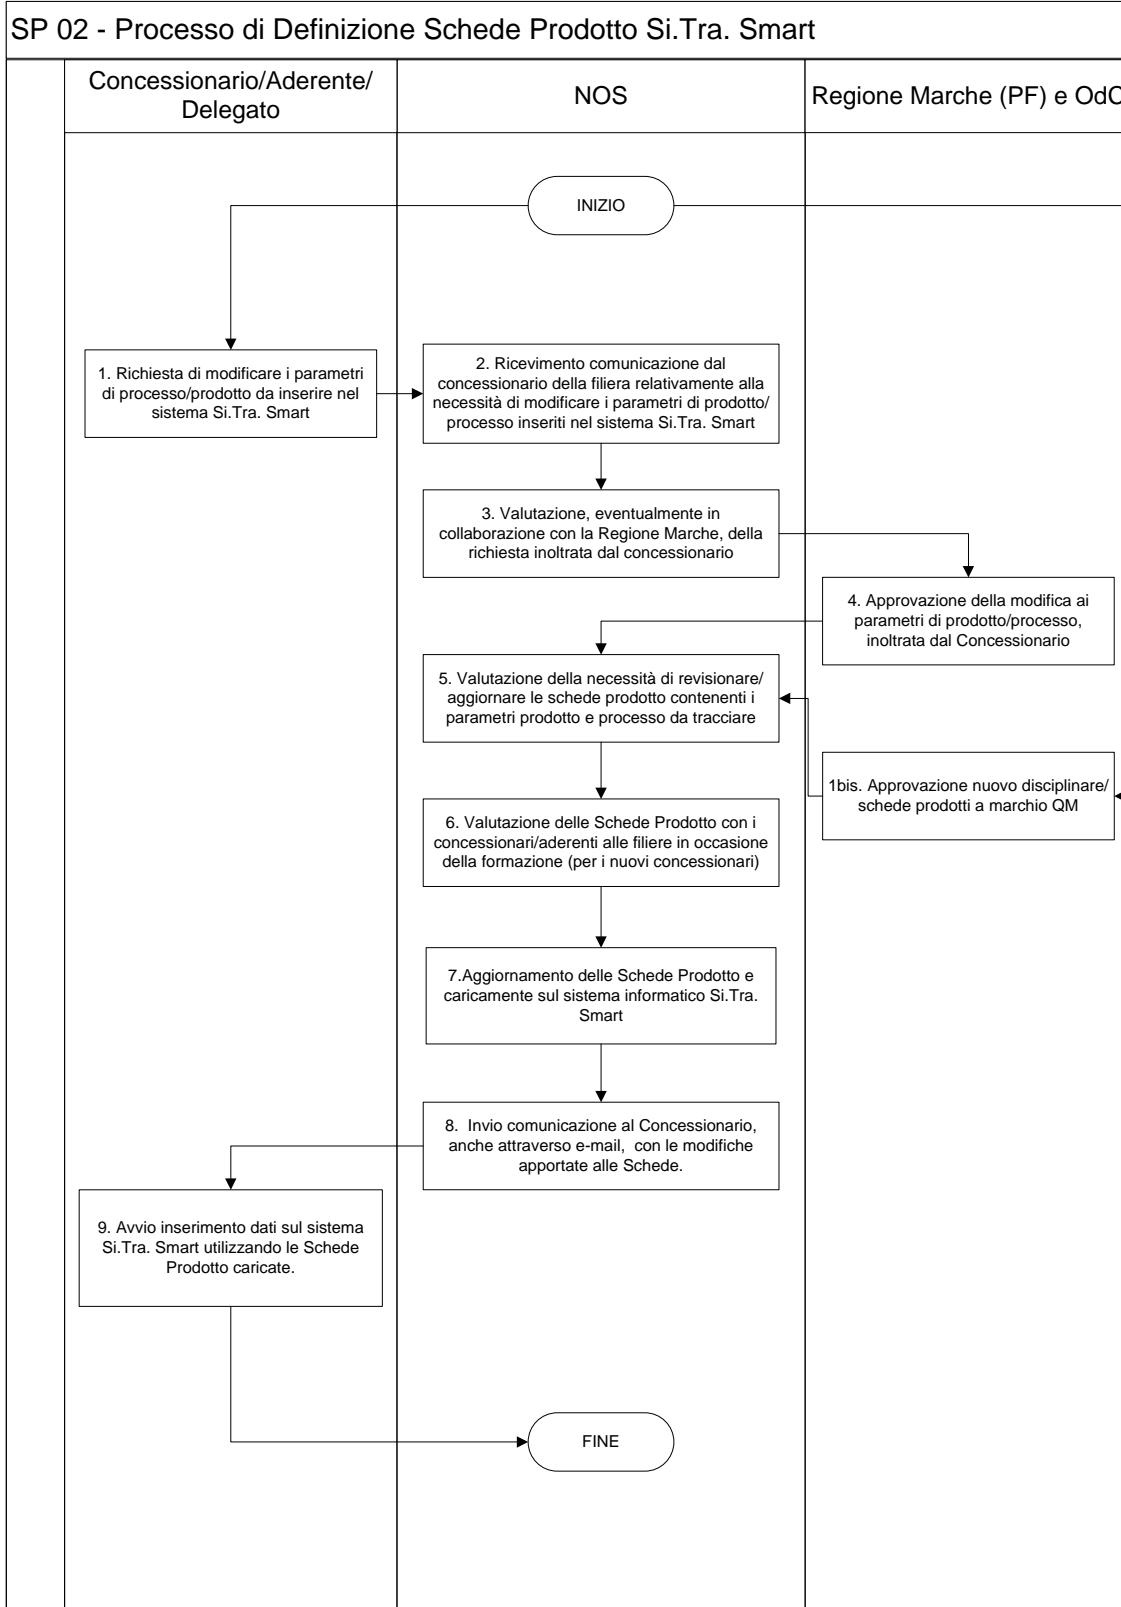 SP 02 - Processo di Definizione Schede Prodotto Si.Tra. Smart
Concessionario/Aderente/
Delegato
NOS
Regione Marche (PF) e OdC
INIZIO
1. Richiesta di modificare i parametri
di processo/prodotto da inserire nel
sistema Si.Tra. Smart
2. Ricevimento comunicazione dal
concessionario della filiera relativamente alla
necessità di modificare i parametri di prodotto/
processo inseriti nel sistema Si.Tra. Smart
3. Valutazione, eventualmente in
collaborazione con la Regione Marche, della
richiesta inoltrata dal concessionario
4. Approvazione della modifica ai
parametri di prodotto/processo,
inoltrata dal Concessionario
5. Valutazione della necessità di revisionare/
aggiornare le schede prodotto contenenti i
parametri prodotto e processo da tracciare
1bis. Approvazione nuovo disciplinare/
schede prodotti a marchio QM
6. Valutazione delle Schede Prodotto con i
concessionari/aderenti alle filiere in occasione
della formazione (per i nuovi concessionari)
7.Aggiornamento delle Schede Prodotto e
caricamente sul sistema informatico Si.Tra.
Smart
8. Invio comunicazione al Concessionario,
anche attraverso e-mail, con le modifiche
apportate alle Schede.
9. Avvio inserimento dati sul sistema
Si.Tra. Smart utilizzando le Schede
Prodotto caricate.
FINE